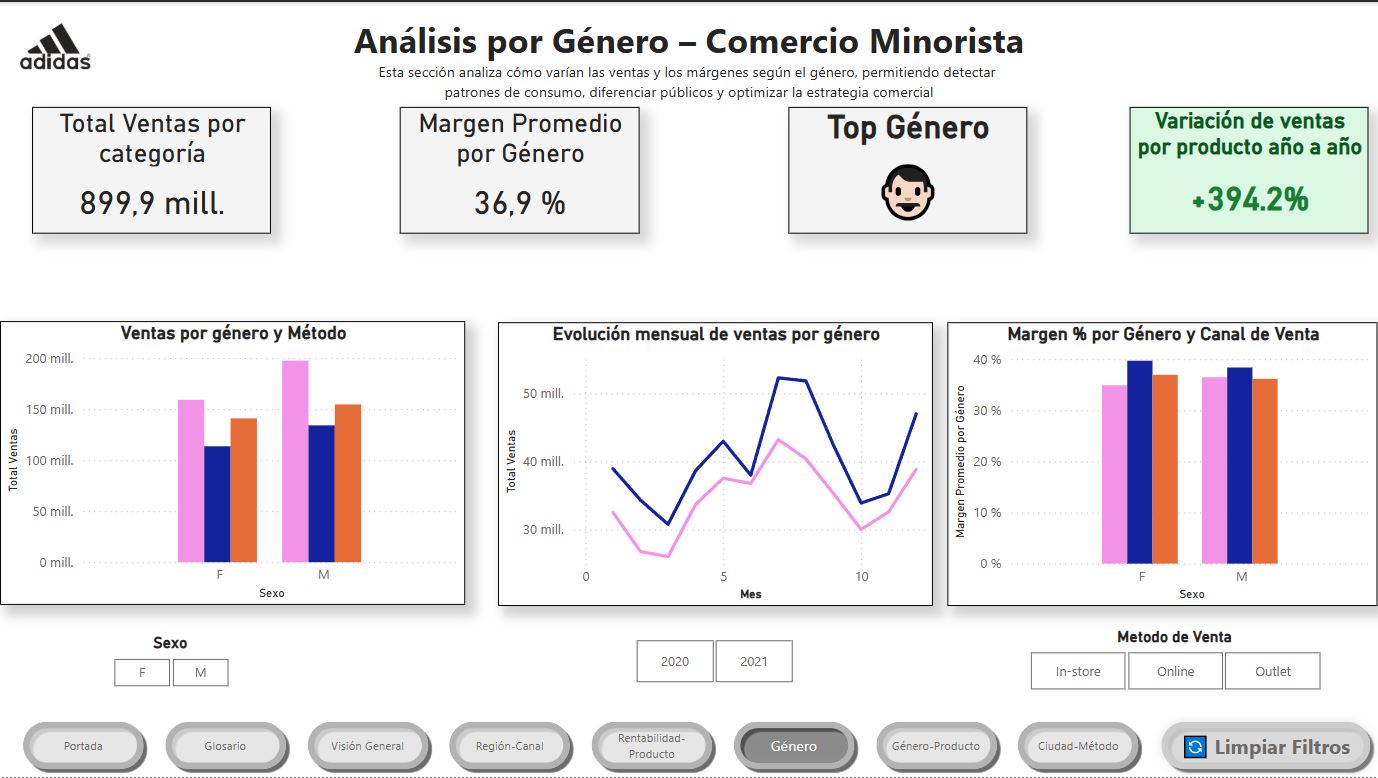 adidas
Análisis por Género – Comercio Minorista
Esta sección analiza cómo varían las ventas y los márgenes según el género, permitiendo detectar
patrones de consumo, diferenciar públicos y optimizar la estrategia comercial
Total Ventas por
categoría
899,9 mill.
Margen Promedio
por Género
36,9 %
Top Género
Variación de ventas
por producto año a año
+394.2%
Ventas por género y Método
200 mill.
150 mill.
100 mill.
50 mill.
0 mill.
Total Ventas
F
M
Sexo
Evolución mensual de ventas por género
50 mill.
40 mill.
30 mill.
Total Ventas
0
5
10
Mes
Margen % por Género y Canal de Venta
40 %
30 %
20 %
10 %
0 %
Margen Promedio por Género
F
M
Sexo
Sexo
F
M
2020
2021
Metodo de Venta
In-store
Online
Outlet
Portada
Glosario
Visión General
Región-Canal
Rentabilidad-
Producto
Género
Género-Producto
Ciudad-Método
Limpiar Filtros